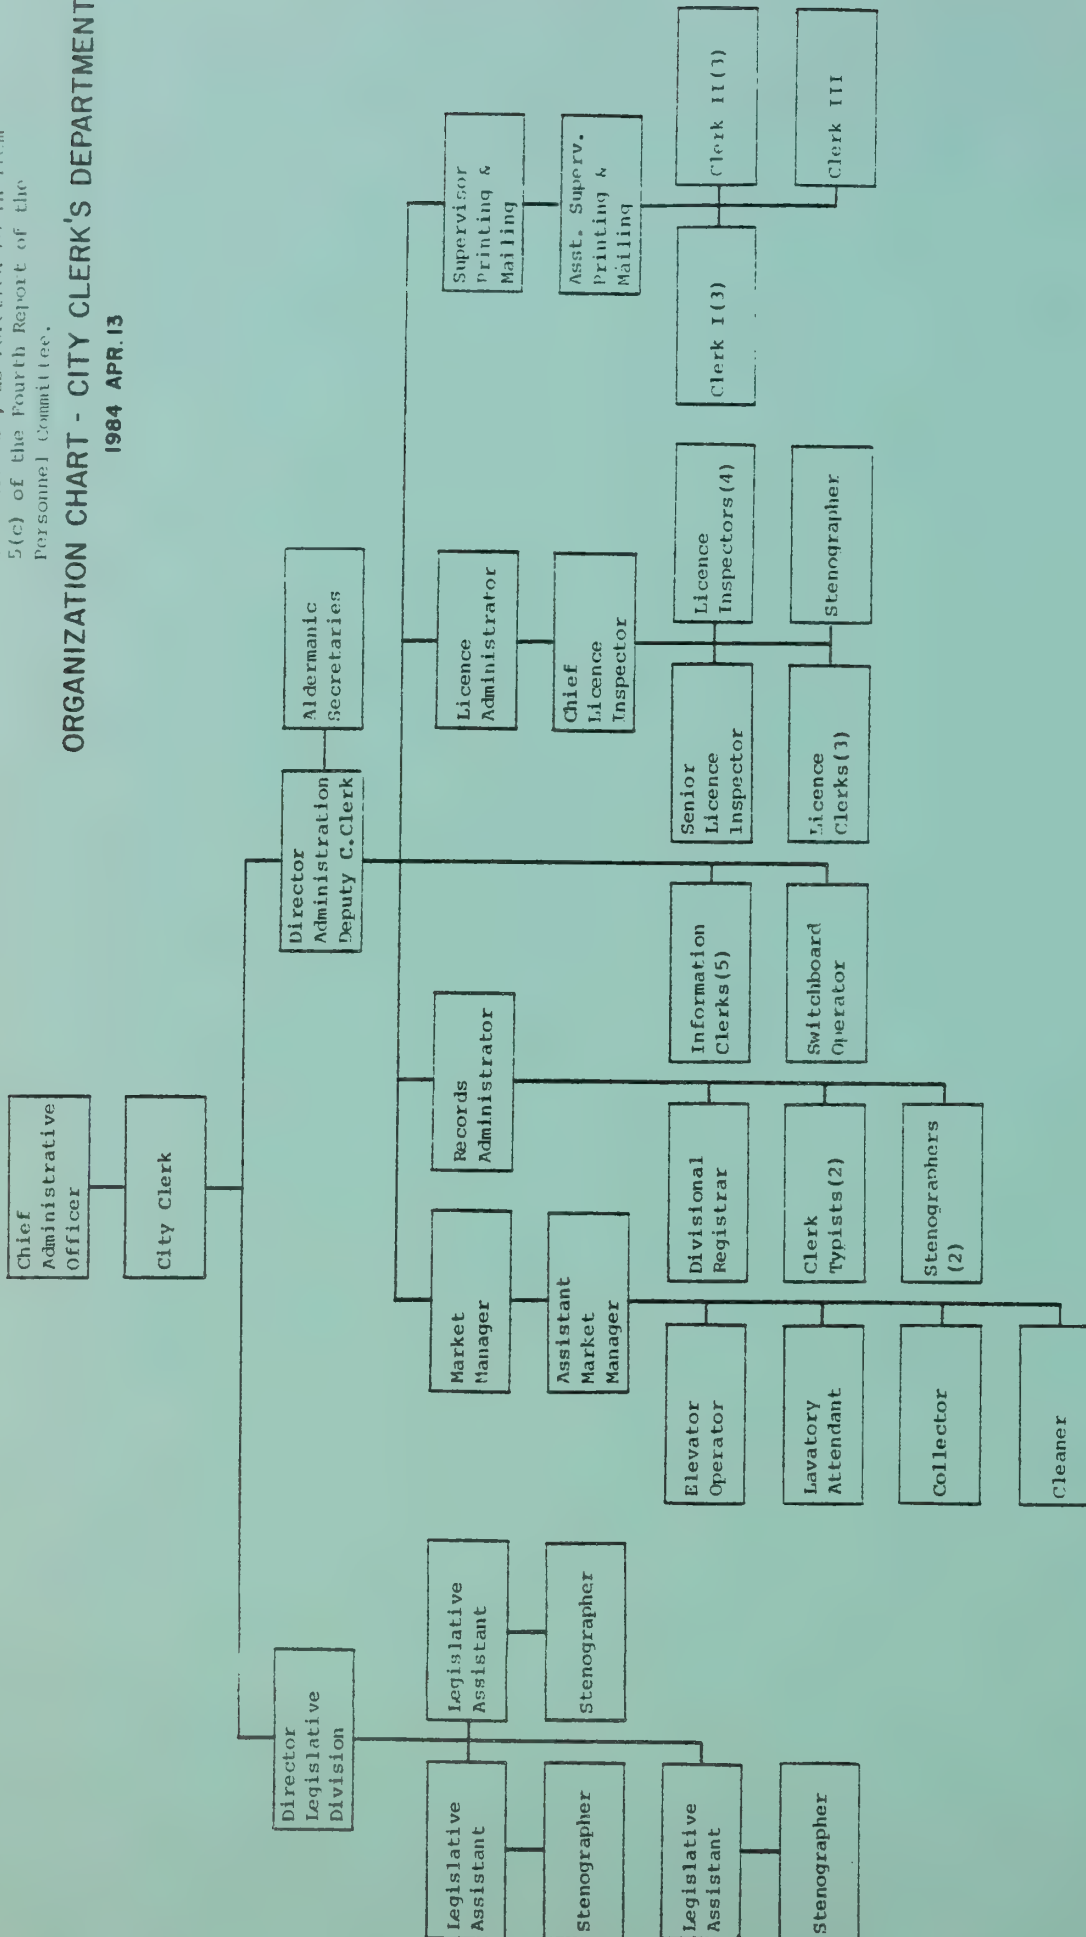 5(c) of the Fourth Report of the
Personnel Committee.
ORGANIZATION CHART - CITY CLERK'S DEPARTMENT
1984 APR.13
Chief
Administrative
Officer
City Clerk
Director
Legislative
Division
Director
Administration
Deputy C.Clerk
Aldermanic
Secretaries
Legislative
Assistant
Stenographer
Legislative
Assistant
Stenographer
Legislative
Assistant
Stenographer
Market
Manager
Assistant
Market
Manager
Elevator
Operator
Lavatory
Attendant
Collector
Cleaner
Records
Administrator
Divisional
Registrar
Clerk
Typists(2)
Stenographers
(2)
Information
Clerks(5)
Switchboard
Operator
Licence
Administrator
Chief
Licence
Inspector
Senior
Licence
Inspector
Licence
Inspectors(4)
Licence
Clerks(3)
Stenographer
Supervisor
Printing &
Mailing
Asst. Superv.
Printing &
Mailing
Clerk I(3)
Clerk II(3)
Clerk III